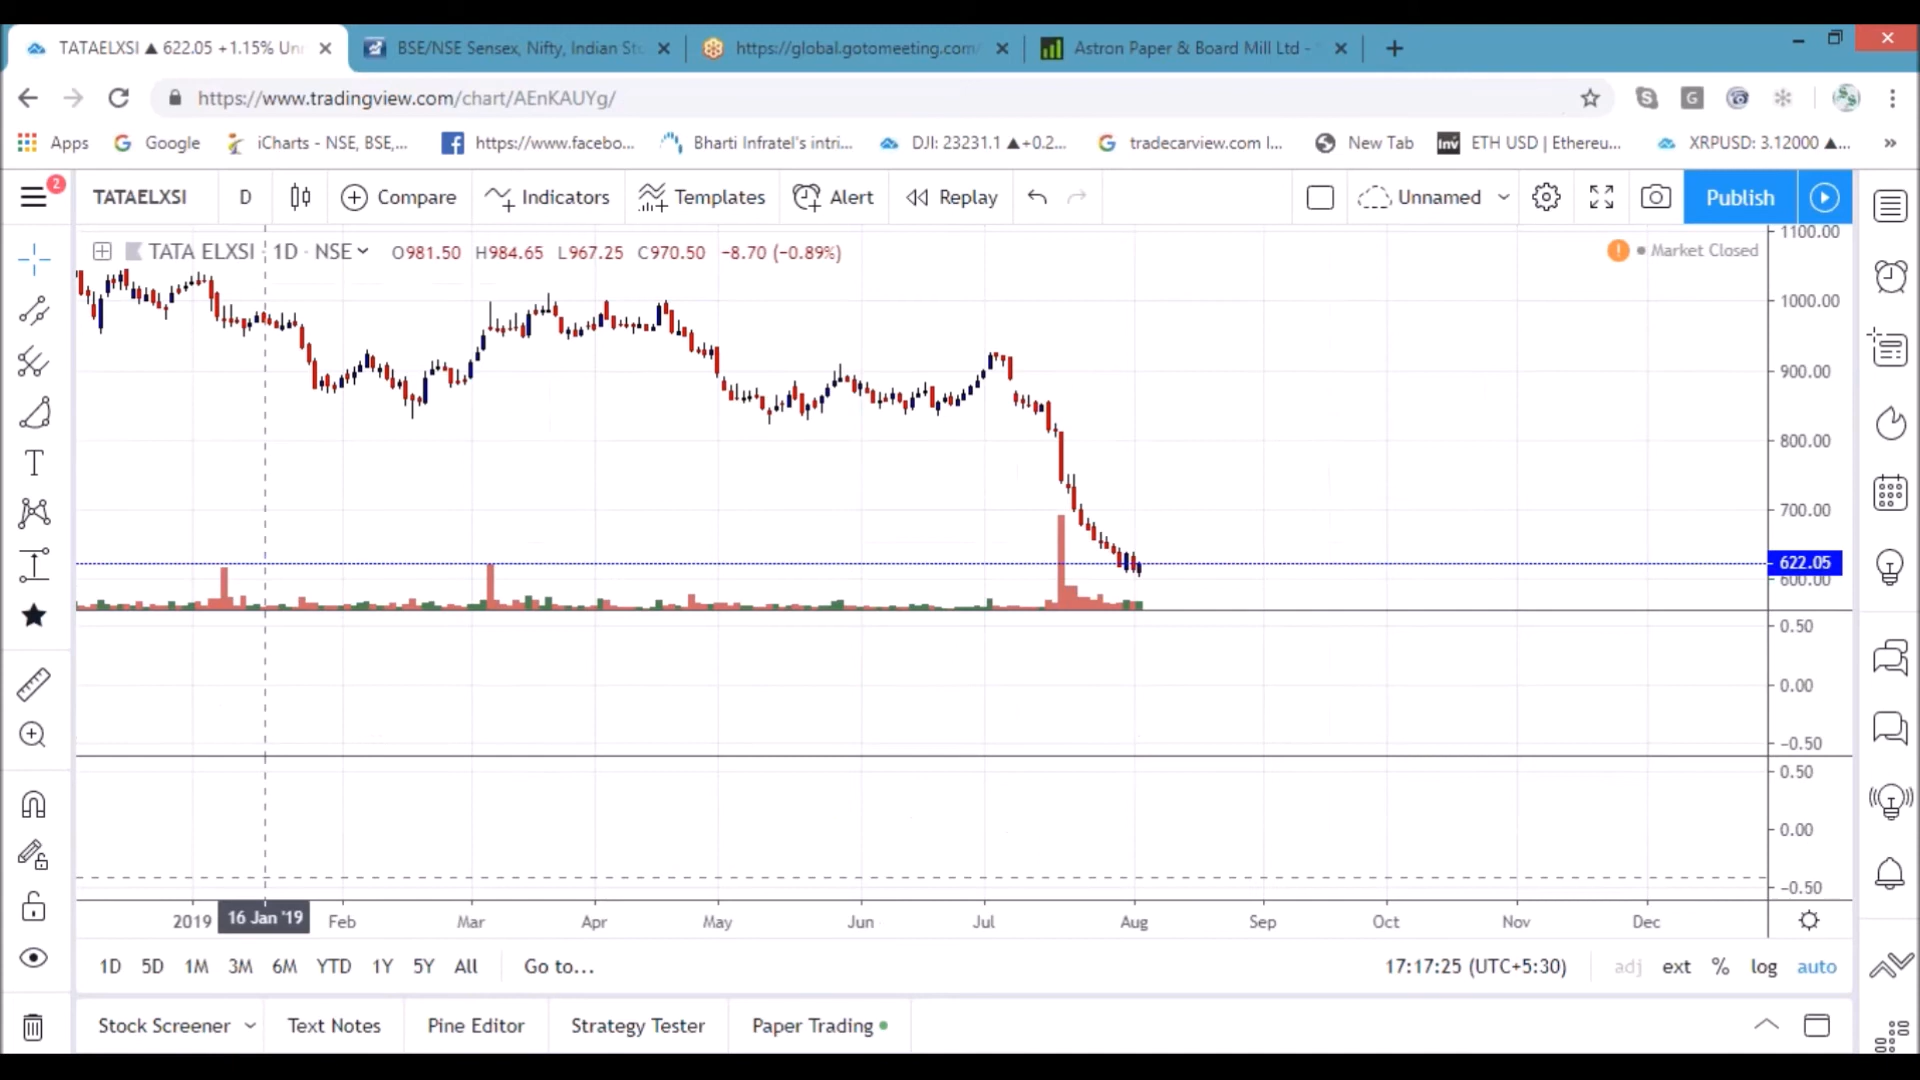 TATAELXSI ▲ 622.05 +1.15% Unn
BSE/NSE Sensex, Nifty, Indian Sto
https://global.gotomeeting.com/
Astron Paper & Board Mill Ltd -
https://www.tradingview.com/chart/AEnKAUYg/
Apps
Google
iCharts - NSE, BSE,...
https://www.facebo...
Bharti Infratel's intri...
DJI: 23231.1 ▲+0.2...
tradecarview.com I...
New Tab
Inv
ETH USD | Ethereu...
XRPUSD: 3.12000 ▲...
»
2
TATAELXSI
D
Compare
Indicators
Templates
Alert
Replay
Unnamed
Publish
TATA ELXSI · 1D · NSE
O981.50 H984.65 L967.25 C970.50 −8.70 (−0.89%)
Market Closed
1100.00
1000.00
900.00
800.00
700.00
622.05
600.00
0.50
0.00
−0.50
0.50
0.00
−0.50
2019 16 Jan '19 Feb Mar Apr May Jun Jul Aug Sep Oct Nov Dec
1D 5D 1M 3M 6M YTD 1Y 5Y All Go to...
17:17:25 (UTC+5:30) adj ext % log auto
Stock Screener Text Notes Pine Editor Strategy Tester Paper Trading